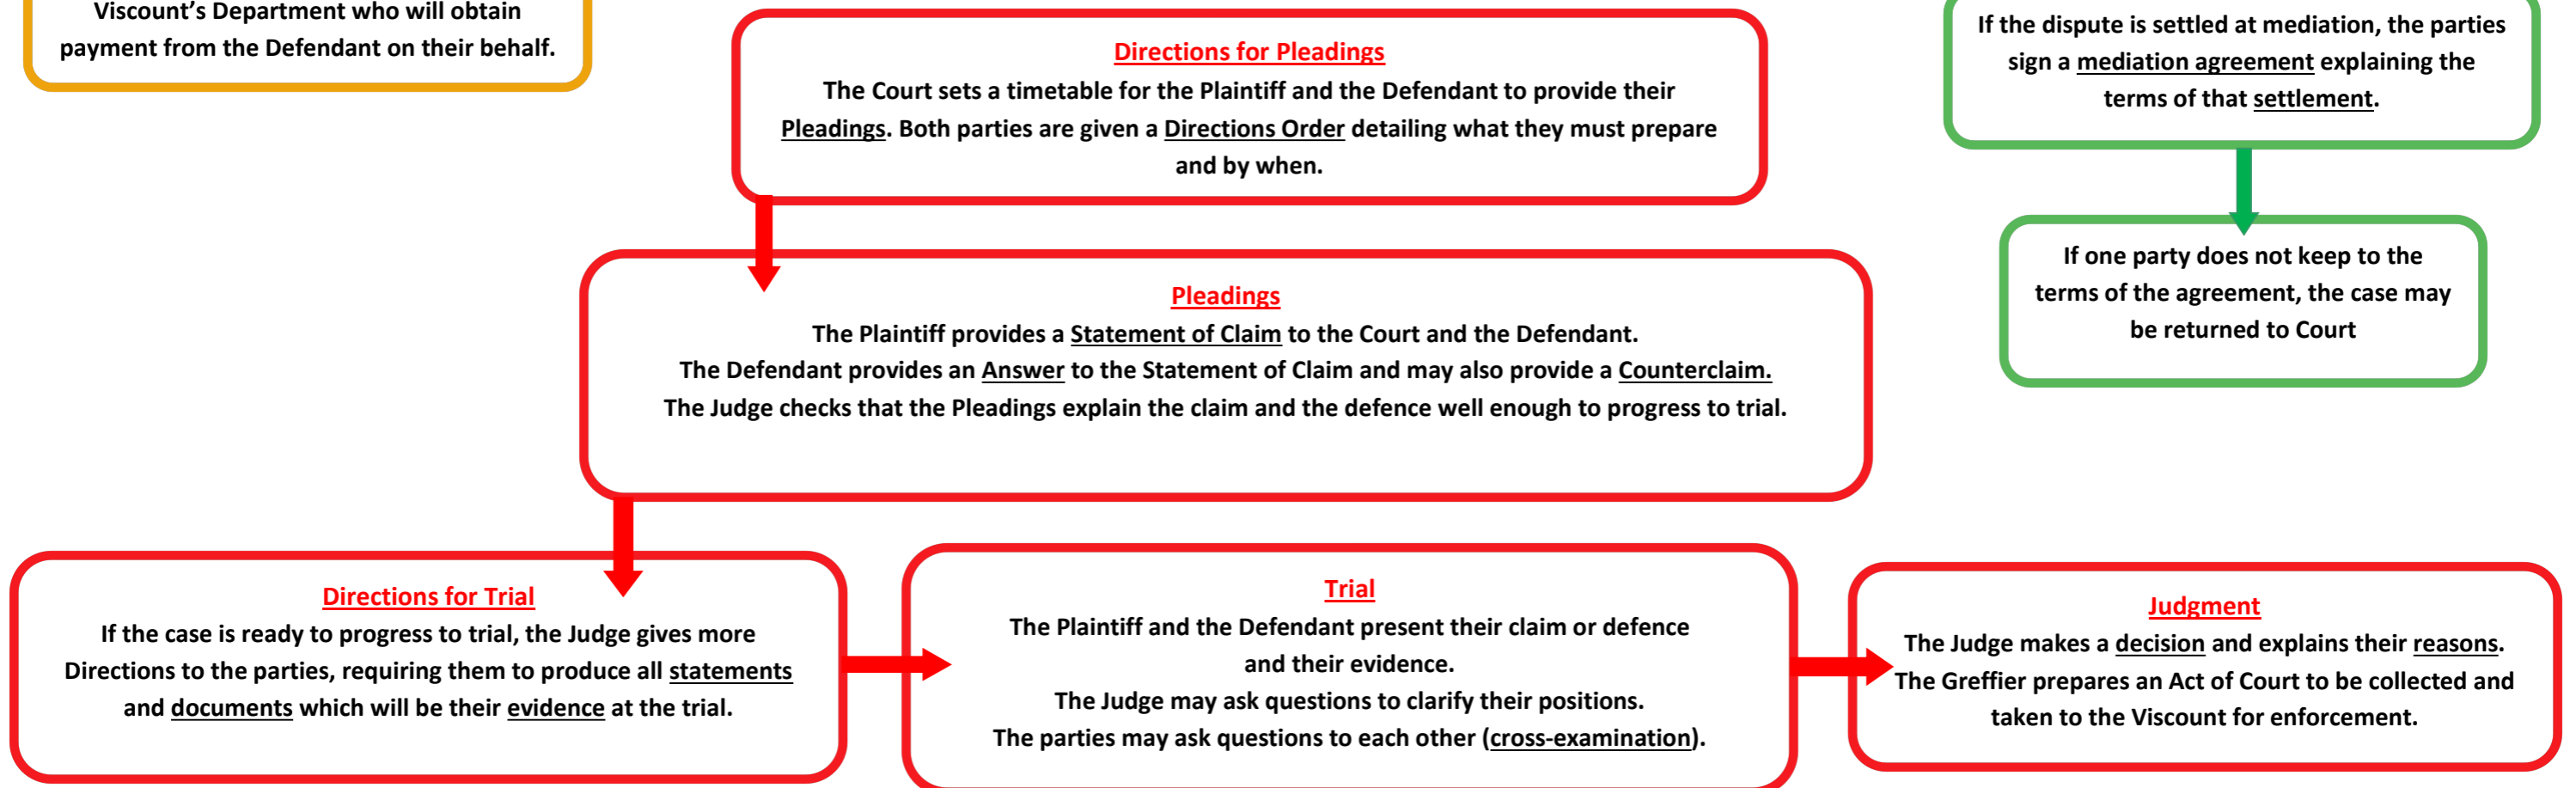 Viscount's Department who will obtain
payment from the Defendant on their behalf.
Directions for Pleadings
The Court sets a timetable for the Plaintiff and the Defendant to provide their
Pleadings. Both parties are given a Directions Order detailing what they must prepare
and by when.
If the dispute is settled at mediation, the parties
sign a mediation agreement explaining the
terms of that settlement.
If one party does not keep to the
terms of the agreement, the case may
be returned to Court
Pleadings
The Plaintiff provides a Statement of Claim to the Court and the Defendant.
The Defendant provides an Answer to the Statement of Claim and may also provide a Counterclaim.
The Judge checks that the Pleadings explain the claim and the defence well enough to progress to trial.
Directions for Trial
If the case is ready to progress to trial, the Judge gives more
Directions to the parties, requiring them to produce all statements
and documents which will be their evidence at the trial.
Trial
The Plaintiff and the Defendant present their claim or defence
and their evidence.
The Judge may ask questions to clarify their positions.
The parties may ask questions to each other (cross-examination).
Judgment
The Judge makes a decision and explains their reasons.
The Greffier prepares an Act of Court to be collected and
taken to the Viscount for enforcement.